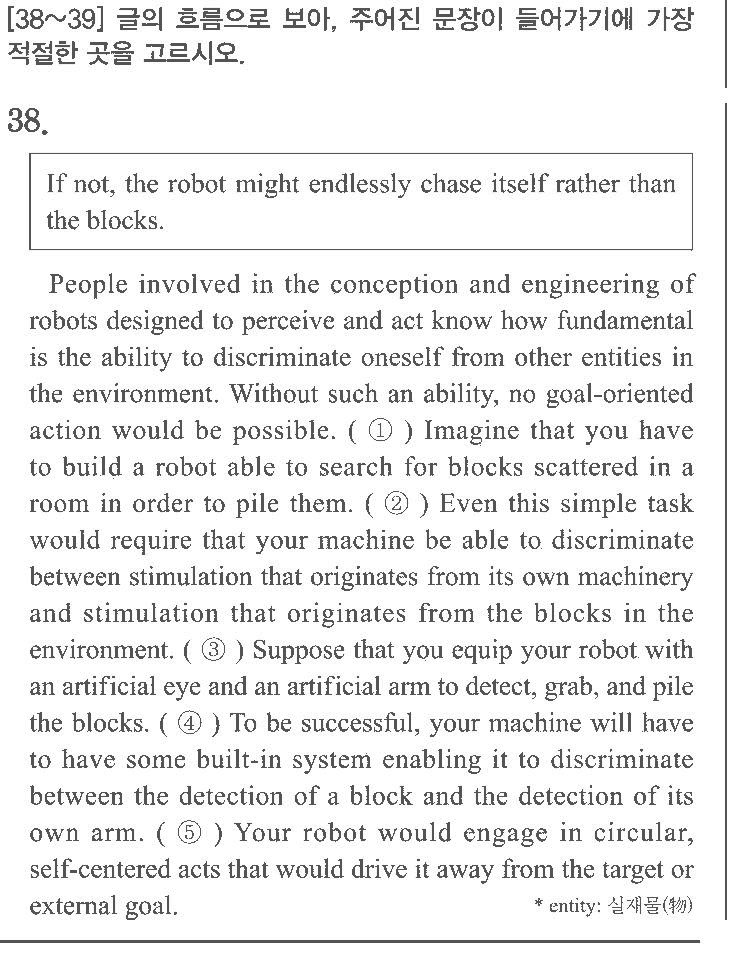 [38~39] 글의 흐름으로 보아, 주어진 문장이 들어가기에 가장
적절한 곳을 고르시오.
38.
If not, the robot might endlessly chase itself rather than
the blocks.
People involved in the conception and engineering of
robots designed to perceive and act know how fundamental
is the ability to discriminate oneself from other entities in
the environment. Without such an ability, no goal-oriented
action would be possible. ( ① ) Imagine that you have
to build a robot able to search for blocks scattered in a
room in order to pile them. ( ② ) Even this simple task
would require that your machine be able to discriminate
between stimulation that originates from its own machinery
and stimulation that originates from the blocks in the
environment. ( ③ ) Suppose that you equip your robot with
an artificial eye and an artificial arm to detect, grab, and pile
the blocks. ( ④ ) To be successful, your machine will have
to have some built-in system enabling it to discriminate
between the detection of a block and the detection of its
own arm. ( ⑤ ) Your robot would engage in circular,
self-centered acts that would drive it away from the target or
external goal.
* entity: 실재물(物)